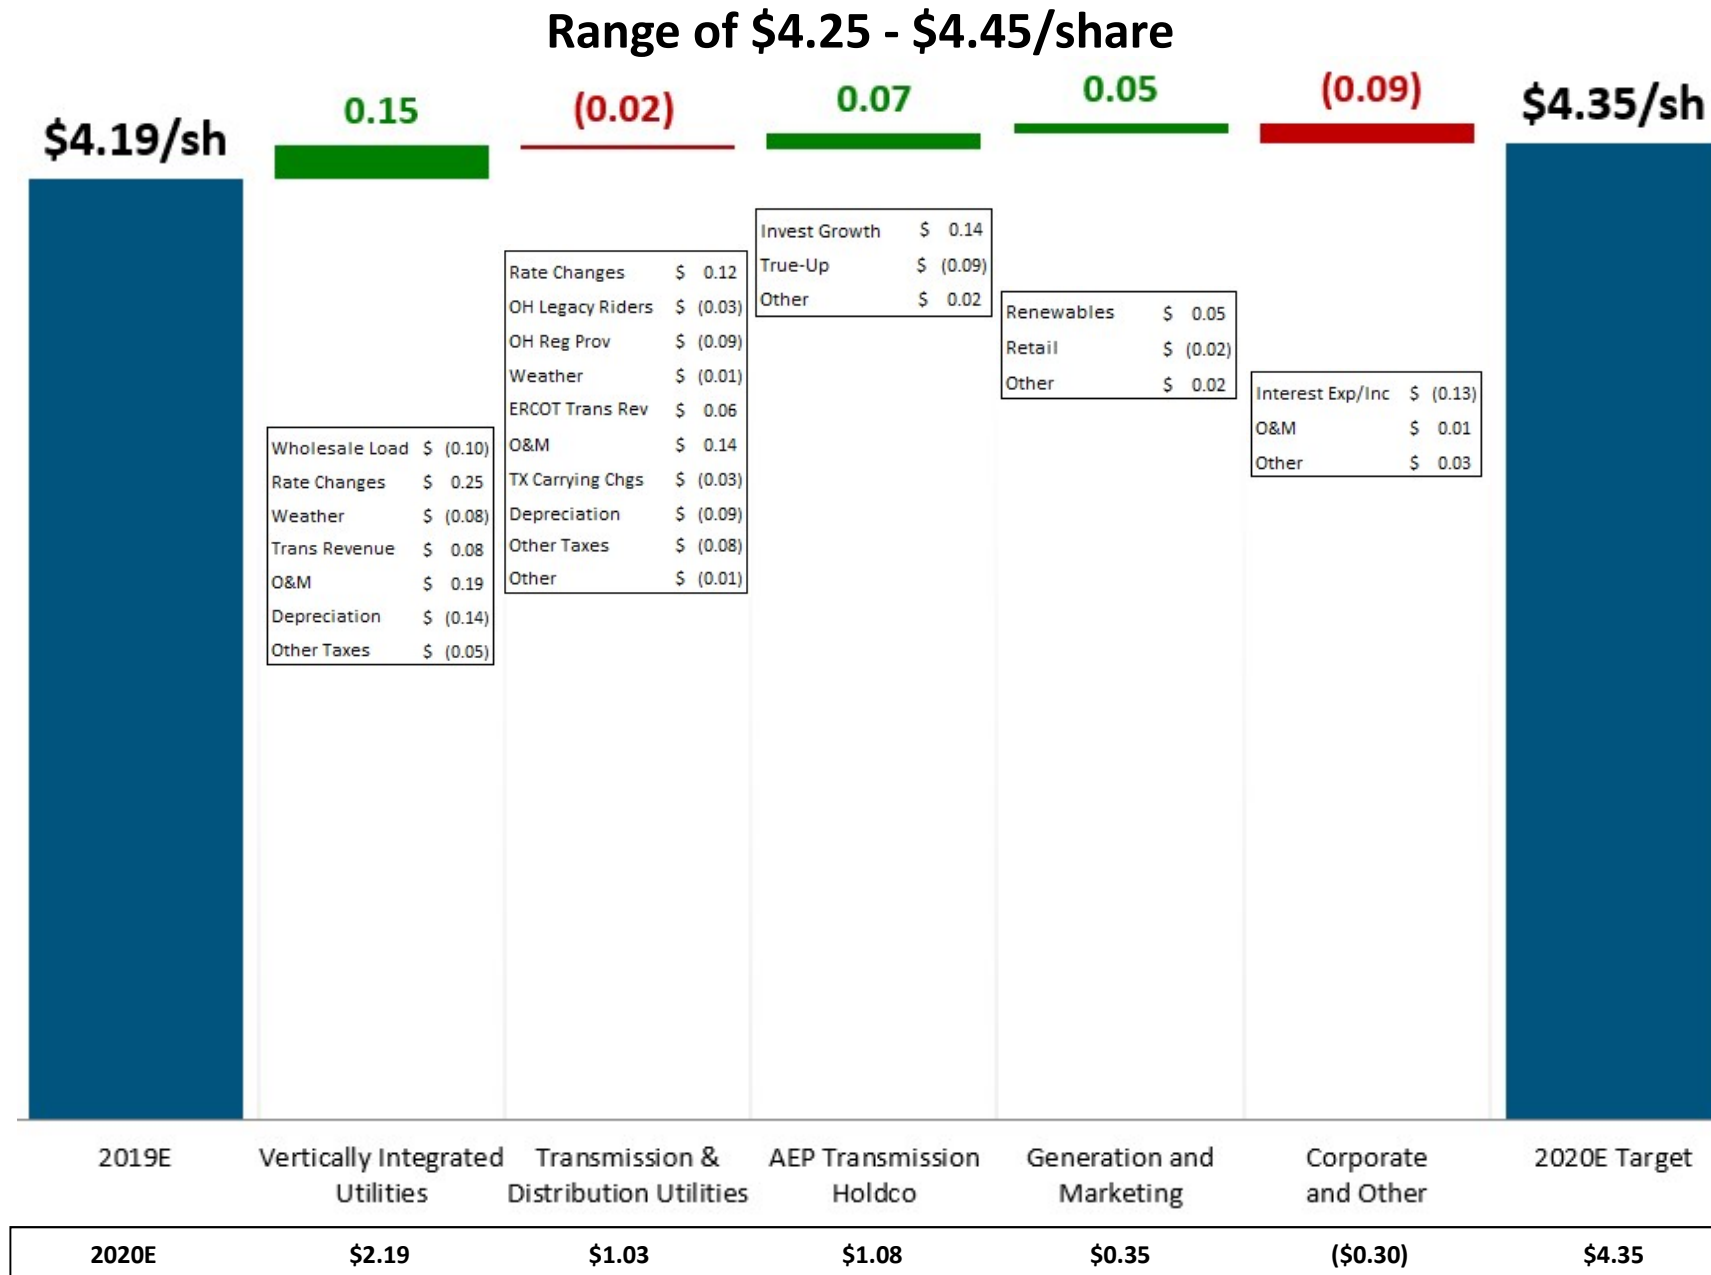 Range of $4.25 - $4.45/share
$4.19/sh
0.15
(0.02)
0.07
0.05
(0.09)
$4.35/sh
Wholesale Load $ (0.10)
Rate Changes $ 0.25
Weather $ (0.08)
Trans Revenue $ 0.08
O&M $ 0.19
Depreciation $ (0.14)
Other Taxes $ (0.05)
Rate Changes $ 0.12
OH Legacy Riders $ (0.03)
OH Reg Prov $ (0.09)
Weather $ (0.01)
ERCOT Trans Rev $ 0.06
O&M $ 0.14
TX Carrying Chgs $ (0.03)
Depreciation $ (0.09)
Other Taxes $ (0.08)
Other $ (0.01)
Invest Growth $ 0.14
True-Up $ (0.09)
Other $ 0.02
Renewables $ 0.05
Retail $ (0.02)
Other $ 0.02
Interest Exp/Inc $ (0.13)
O&M $ 0.01
Other $ 0.03
2019E
Vertically Integrated
Utilities
Transmission &
Distribution Utilities
AEP Transmission
Holdco
Generation and
Marketing
Corporate
and Other
2020E Target
2020E $2.19 $1.03 $1.08 $0.35 ($0.30) $4.35